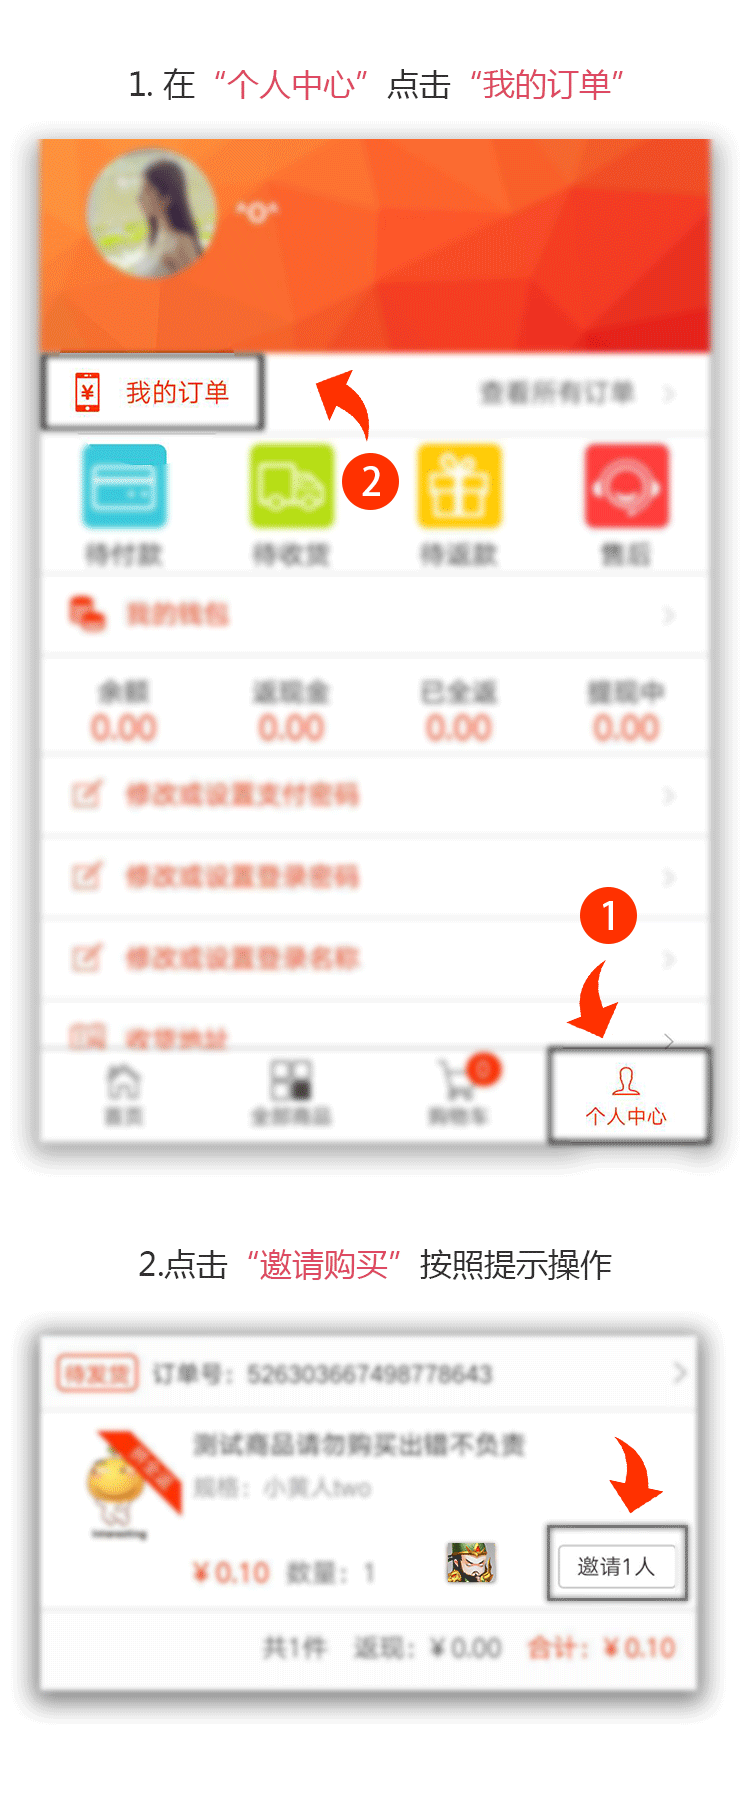 1. 在“个人中心”点击“我的订单”
^O^
我的订单
查看所有订单
2
待付款 待收货 待返款 售后
我的钱包
余额 返现金 已全返 提现中
0.00 0.00 0.00 0.00
修改或设置支付密码
修改或设置登录密码
1
修改或设置登录名称
收货地址
0
首页 全部商品 购物车 个人中心
2.点击“邀请购买”按照提示操作
待发货 订单号：526303667498778643
测试商品请勿购买出错不负责
规格：小黄人two
Interesting
¥0.10 数量：1
邀请1人
共1件 返现：¥0.00 合计：¥0.10